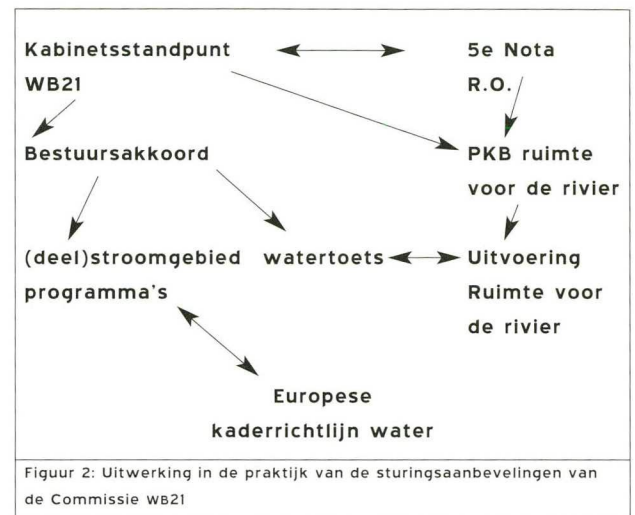 Kabinetsstandpunt 5e Nota
WB21 R.O.
Bestuursakkoord PKB ruimte
voor de rivier
(deel)stroomgebied watertoets Uitvoering
programma's Ruimte voor
de rivier
Europese
kaderrichtlijn water
Figuur 2: Uitwerking in de praktijk van de sturingsaanbevelingen van
de Commissie WB21